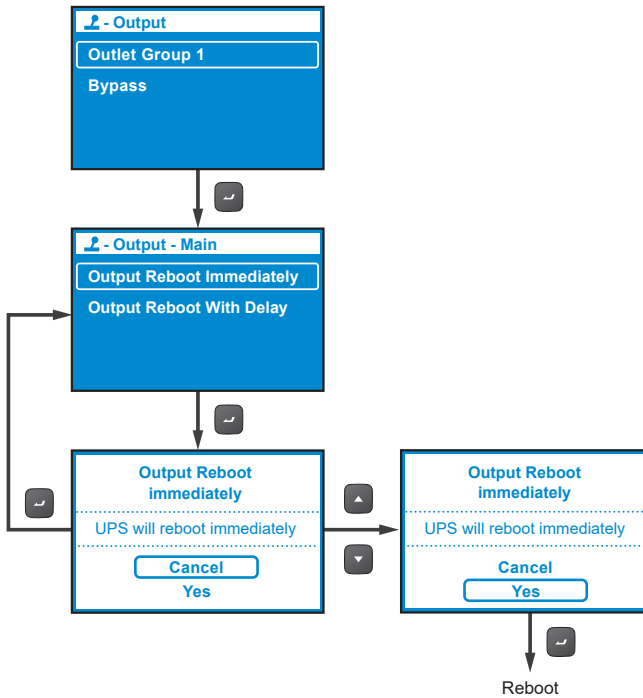 - Output
Outlet Group 1
Bypass
- Output - Main
Output Reboot Immediately
Output Reboot With Delay
Output Reboot
immediately
UPS will reboot immediately
Cancel
Yes
Output Reboot
immediately
UPS will reboot immediately
Cancel
Yes
Reboot